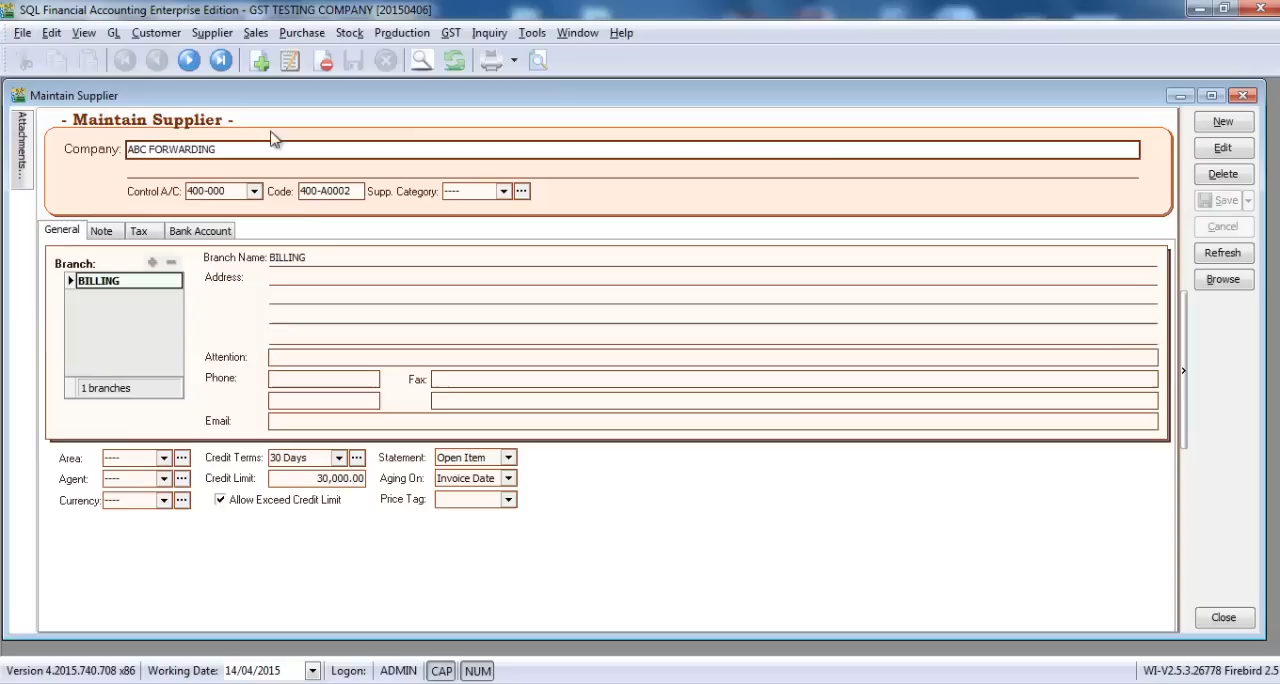 SQL Financial Accounting Enterprise Edition - GST TESTING COMPANY [20150406]
File Edit View GL Customer Supplier Sales Purchase Stock Production GST Inquiry Tools Window Help
Maintain Supplier
Attachments...
- Maintain Supplier -
New
Company: ABC FORWARDING
Edit
Delete
Control A/C: 400-000 Code: 400-A0002 Supp. Category: ----
Save
Cancel
General Note Tax Bank Account
Refresh
Branch: Branch Name: BILLING
BILLING Address:
Browse
Attention:
Phone: Fax:
1 branches
Email:
Area: ---- Credit Terms: 30 Days Statement: Open Item
Agent: ---- Credit Limit: 30,000.00 Aging On: Invoice Date
Currency: ---- Allow Exceed Credit Limit Price Tag:
Close
Version 4.2015.740.708 x86 Working Date: 14/04/2015 Logon: ADMIN CAP NUM WI-V2.5.3.26778 Firebird 2.5